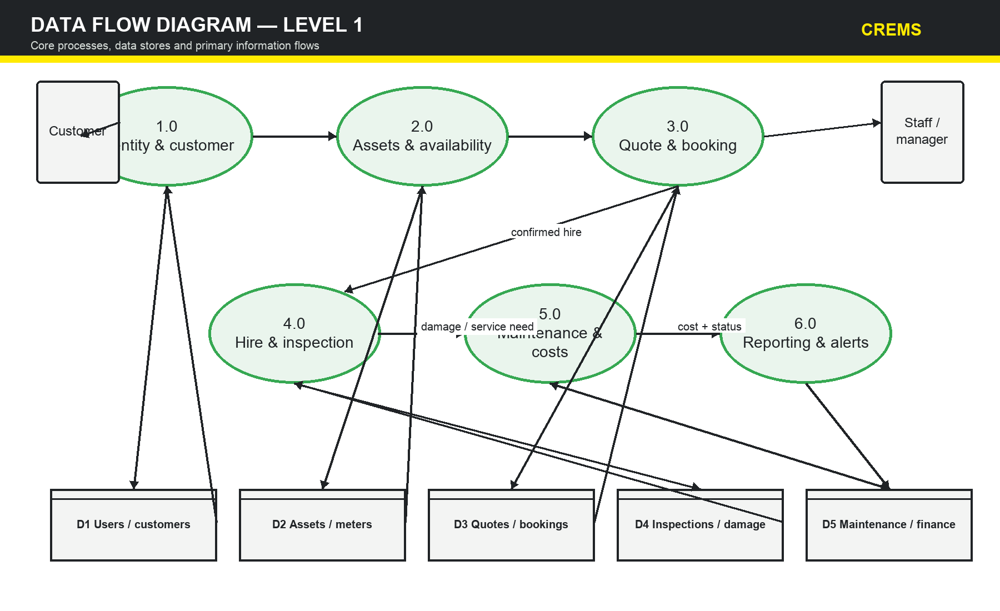 DATA FLOW DIAGRAM — LEVEL 1
CREMS
Core processes, data stores and primary information flows
Customer
1.0
ntity & customer
2.0
Assets & availability
3.0
Quote & booking
Staff /
manager
confirmed hire
4.0
Hire & inspection
damage / service need
5.0
Maintenance &
costs
cost + status
6.0
Reporting & alerts
D1 Users / customers
D2 Assets / meters
D3 Quotes / bookings
D4 Inspections / damage
D5 Maintenance / finance